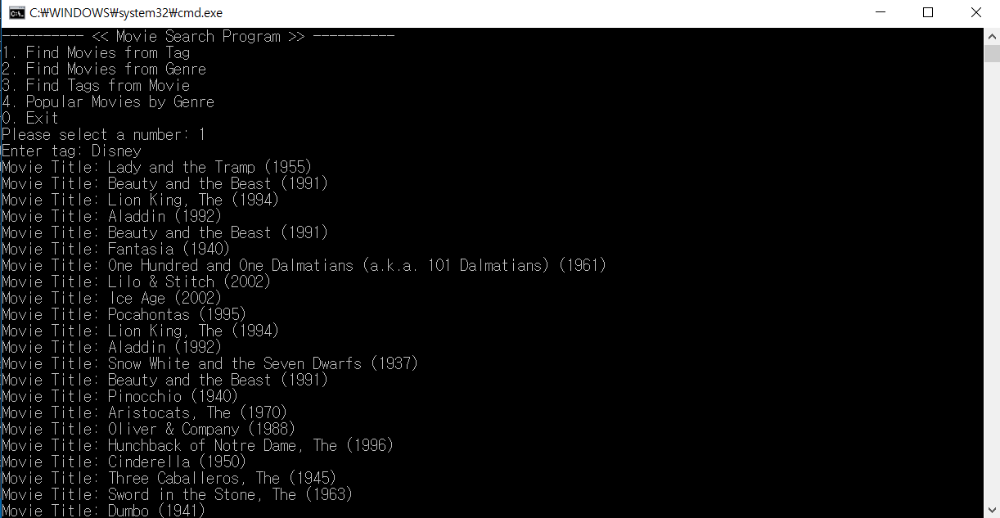 C:\WINDOWS\system32\cmd.exe
---------- << Movie Search Program >> ----------
1. Find Movies from Tag
2. Find Movies from Genre
3. Find Tags from Movie
4. Popular Movies by Genre
0. Exit
Please select a number: 1
Enter tag: Disney
Movie Title: Lady and the Tramp (1955)
Movie Title: Beauty and the Beast (1991)
Movie Title: Lion King, The (1994)
Movie Title: Aladdin (1992)
Movie Title: Beauty and the Beast (1991)
Movie Title: Fantasia (1940)
Movie Title: One Hundred and One Dalmatians (a.k.a. 101 Dalmatians) (1961)
Movie Title: Lilo & Stitch (2002)
Movie Title: Ice Age (2002)
Movie Title: Pocahontas (1995)
Movie Title: Lion King, The (1994)
Movie Title: Aladdin (1992)
Movie Title: Snow White and the Seven Dwarfs (1937)
Movie Title: Beauty and the Beast (1991)
Movie Title: Pinocchio (1940)
Movie Title: Aristocats, The (1970)
Movie Title: Oliver & Company (1988)
Movie Title: Hunchback of Notre Dame, The (1996)
Movie Title: Cinderella (1950)
Movie Title: Three Caballeros, The (1945)
Movie Title: Sword in the Stone, The (1963)
Movie Title: Dumbo (1941)